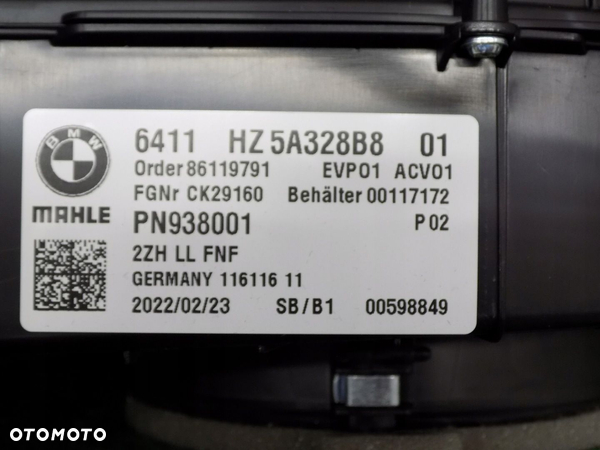 BMW
MAHLE
6411 HZ 5A328B8 01
Order 86119791 EVP01 ACV01
FGNr CK29160 Behälter 00117172
PN938001 P 02
2ZH LL FNF
GERMANY 116116 11
2022/02/23 SB/B1 00598849
OTOMOTO